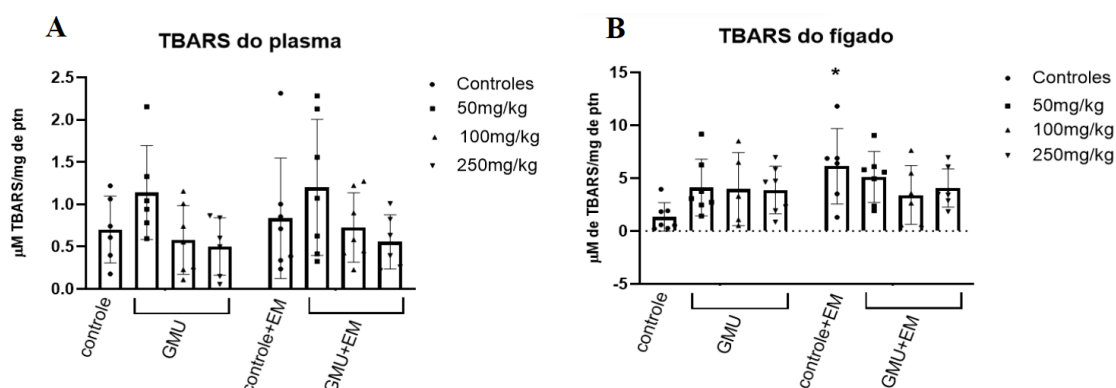 A
TBARS do plasma
µM TBARS/mg de ptn
2.5
2.0
1.5
1.0
0.5
0.0
controle
GMU
controle+EM
GMU+EM
Controles
50mg/kg
100mg/kg
250mg/kg
B
TBARS do fígado
µM de TBARS/mg de ptn
15
10
5
0
-5
*
controle
GMU
controle+EM
GMU+EM
Controles
50mg/kg
100mg/kg
250mg/kg